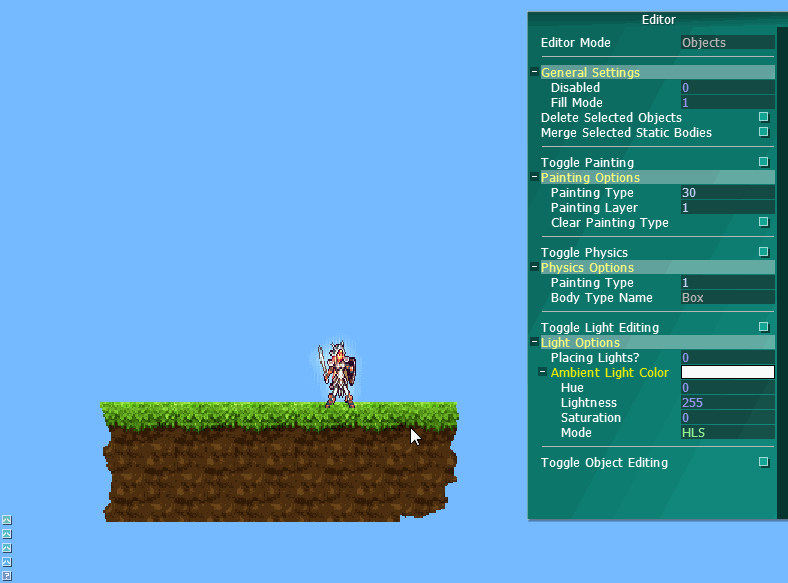 Editor
Editor Mode Objects
General Settings
Disabled 0
Fill Mode 1
Delete Selected Objects
Merge Selected Static Bodies
Toggle Painting
Painting Options
Painting Type 30
Painting Layer 1
Clear Painting Type
Toggle Physics
Physics Options
Painting Type 1
Body Type Name Box
Toggle Light Editing
Light Options
Placing Lights? 0
Ambient Light Color
Hue 0
Lightness 255
Saturation 0
Mode HLS
Toggle Object Editing
?